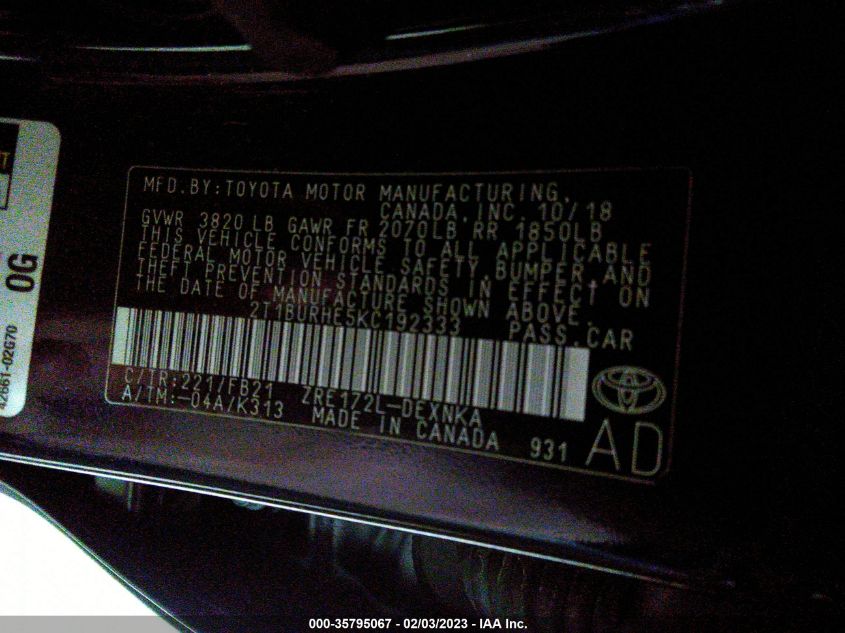 MFD.BY:TOYOTA MOTOR MANUFACTURING,
CANADA,INC. 10/18
GVWR 3820 LB GAWR FR 2070LB RR 1850LB
THIS VEHICLE CONFORMS TO ALL APPLICABLE
FEDERAL MOTOR VEHICLE SAFETY,BUMPER,AND
THEFT PREVENTION STANDARDS IN EFFECT ON
THE DATE OF MANUFACTURE SHOWN ABOVE.
2T1BURHE5KC192333 PASS.CAR
C/TR:221/FB21 ZRE172L-DEXNKA
A/TM:-04A/K313 MADE IN CANADA 931
AD
OG
42661-02G70
000-35795067 - 02/03/2023 - IAA Inc.